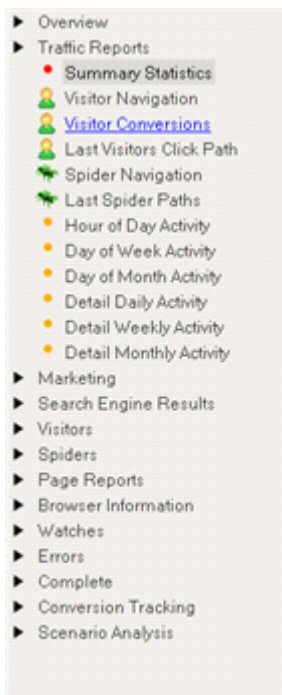 Overview
Traffic Reports
Summary Statistics
Visitor Navigation
Visitor Conversions
Last Visitors Click Path
Spider Navigation
Last Spider Paths
Hour of Day Activity
Day of Week Activity
Day of Month Activity
Detail Daily Activity
Detail Weekly Activity
Detail Monthly Activity
Marketing
Search Engine Results
Visitors
Spiders
Page Reports
Browser Information
Watches
Errors
Complete
Conversion Tracking
Scenario Analysis